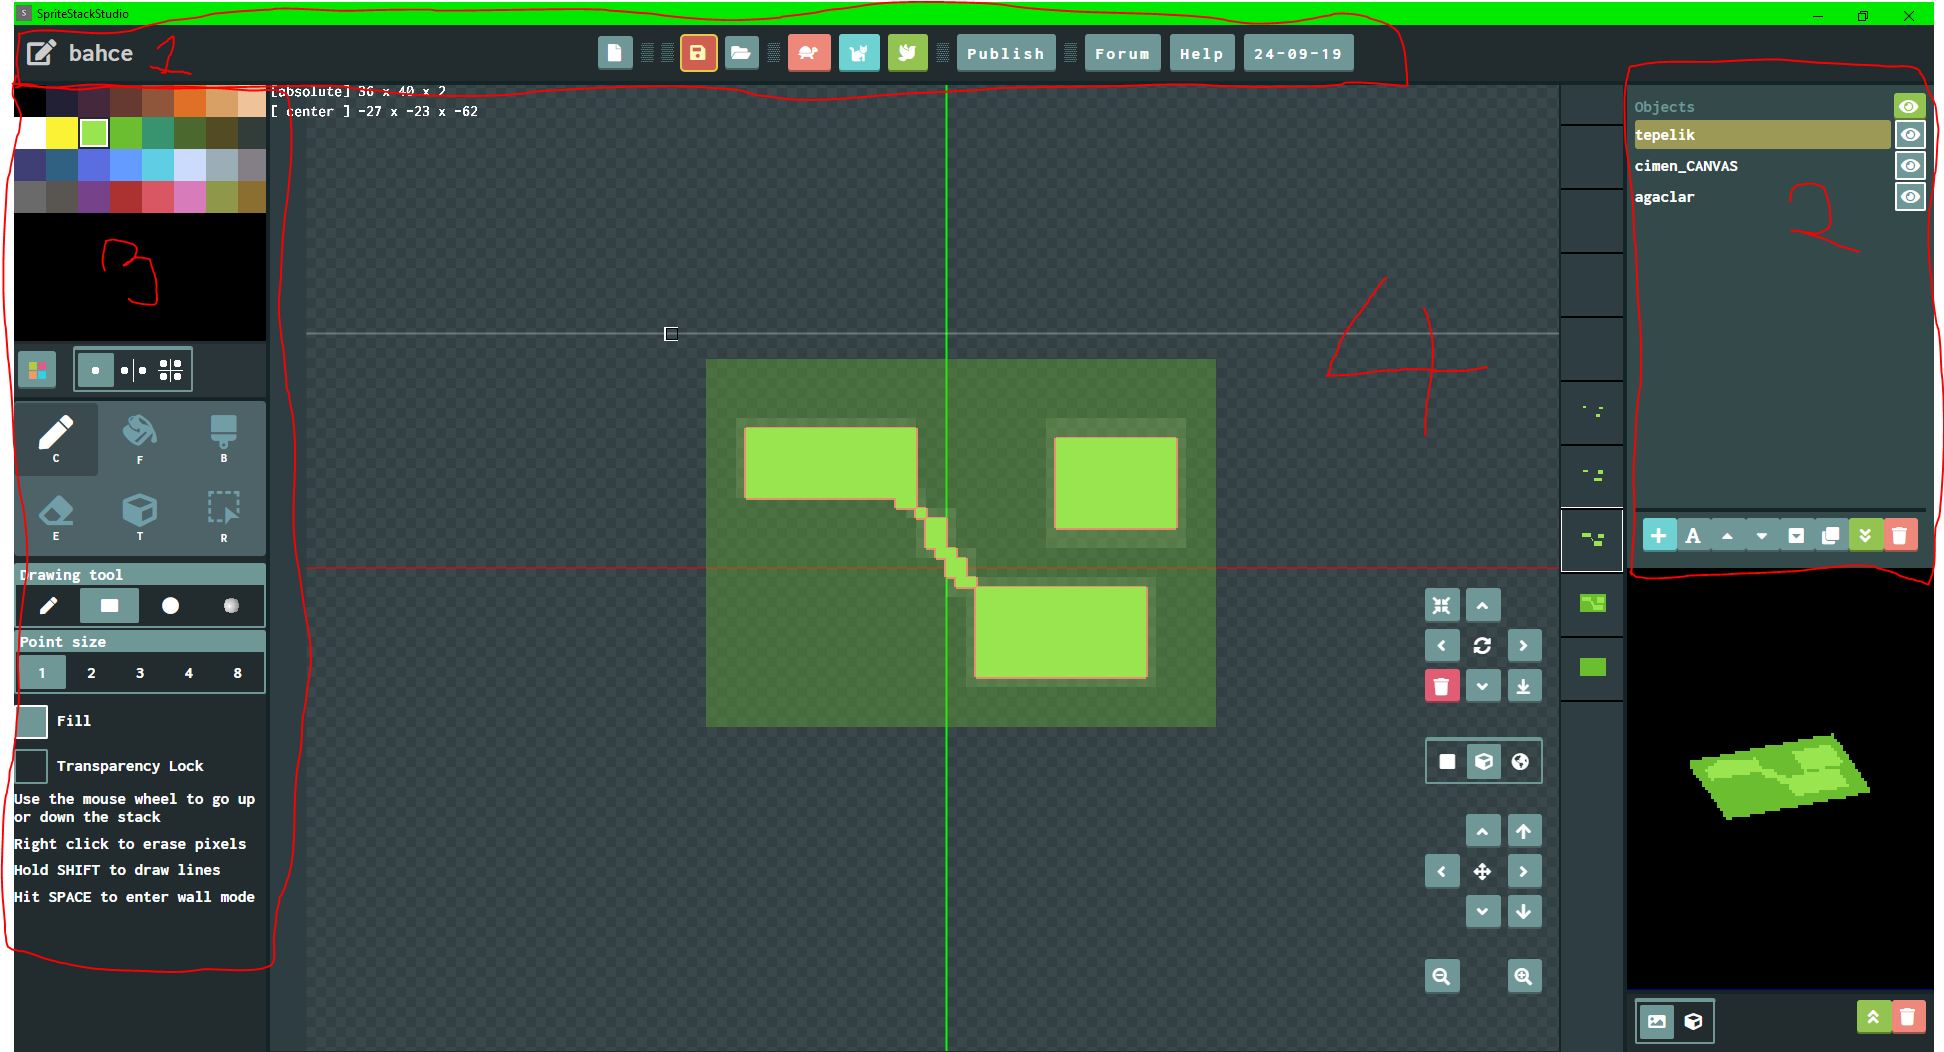 SpriteStackStudio
bahce
1
Publish
Forum
Help
24-09-19
[absolute] 36 x 40 x 2
[ center ] -27 x -23 x -62
3
C
F
B
E
T
R
Drawing tool
Point size
1 2 3 4 8
Fill
Transparency Lock
Use the mouse wheel to go up
or down the stack
Right click to erase pixels
Hold SHIFT to draw lines
Hit SPACE to enter wall mode
4
Objects
tepelik
cimen_CANVAS
agaclar
2
A